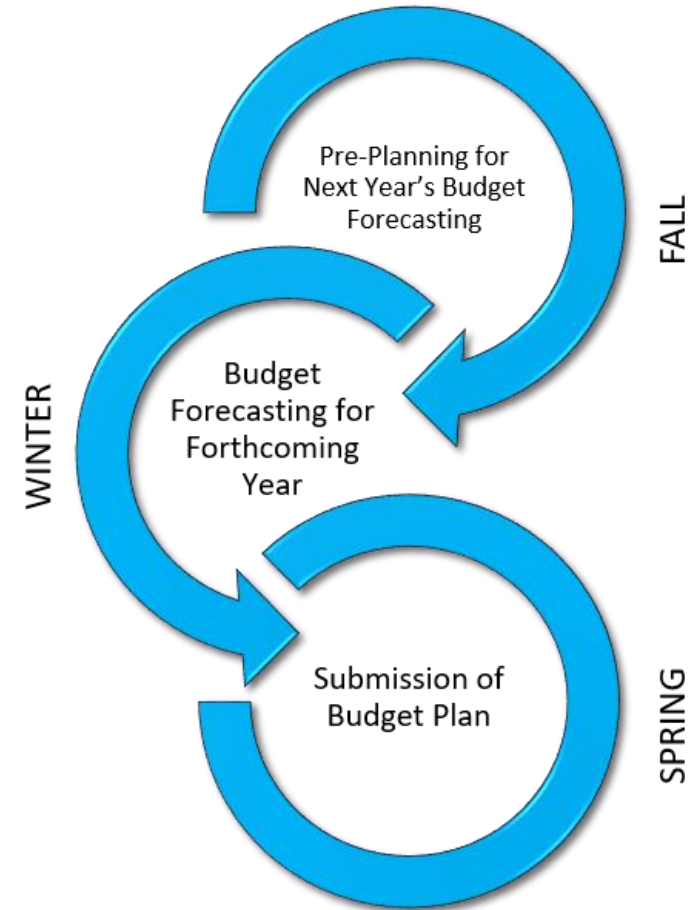 Pre-Planning for
Next Year’s Budget
Forecasting
FALL
Budget
Forecasting for
Forthcoming
Year
WINTER
Submission of
Budget Plan
SPRING